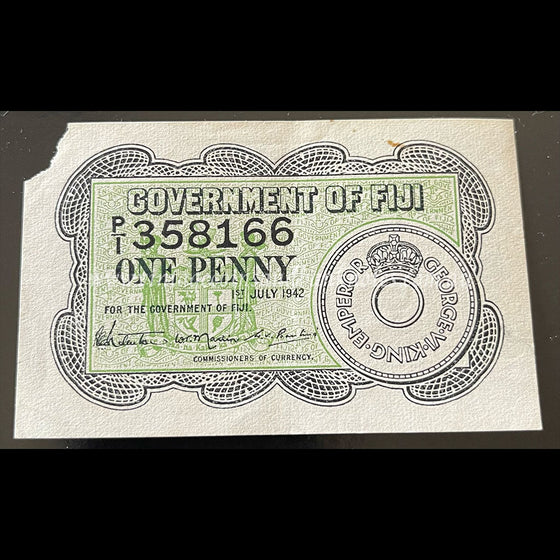 GOVERNMENT OF FIJI
P/1 358166
ONE PENNY
1ST JULY 1942
FOR THE GOVERNMENT OF FIJI.
COMMISSIONERS OF CURRENCY.
GEORGE·VI·KING·EMPEROR